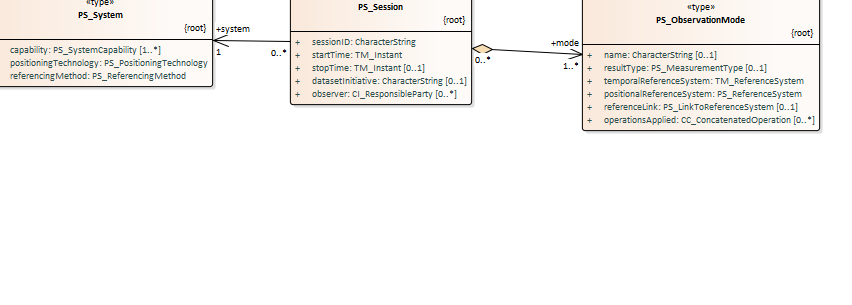 «type»
PS_System
{root}
capability: PS_SystemCapability [1..*]
positioningTechnology: PS_PositioningTechnology
referencingMethod: PS_ReferencingMethod
+system
1
0..*
PS_Session
{root}
+ sessionID: CharacterString
+ startTime: TM_Instant
+ stopTime: TM_Instant [0..1]
+ datasetInitiative: CharacterString [0..1]
+ observer: CI_ResponsibleParty [0..*]
0..*
+mode
1..*
«type»
PS_ObservationMode
{root}
+ name: CharacterString [0..1]
+ resultType: PS_MeasurementType [0..1]
+ temporalReferenceSystem: TM_ReferenceSystem
+ positionalReferenceSystem: PS_ReferenceSystem
+ referenceLink: PS_LinkToReferenceSystem [0..1]
+ operationsApplied: CC_ConcatenatedOperation [0..*]